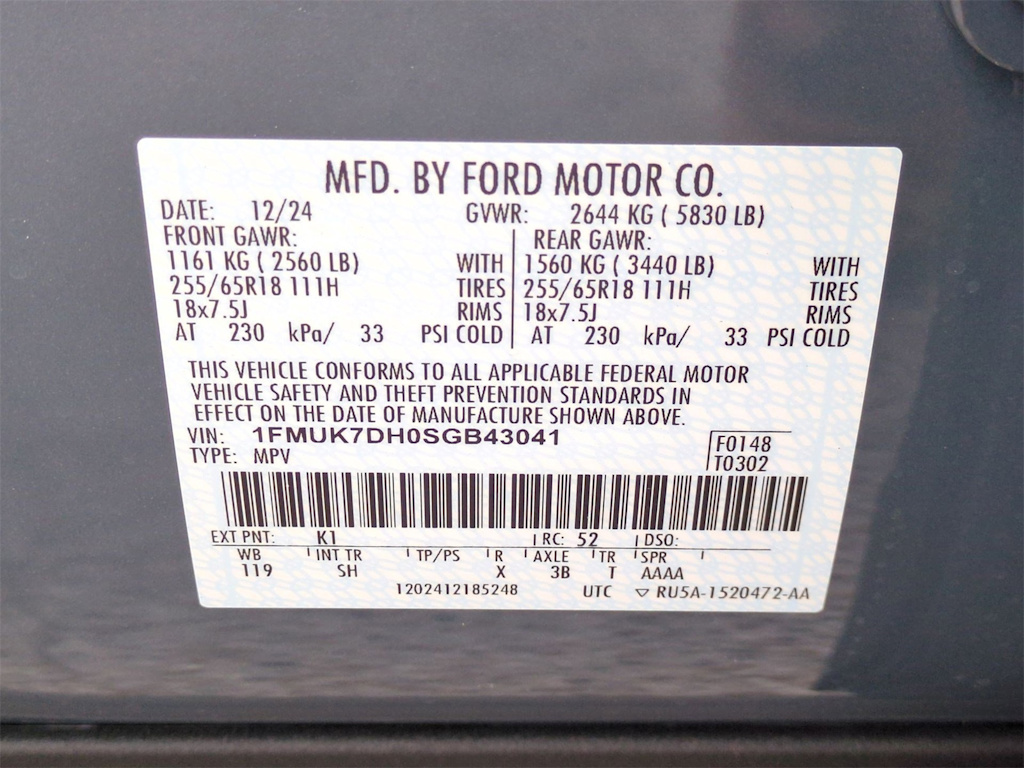 MFD. BY FORD MOTOR CO.
DATE: 12/24 GVWR: 2644 KG ( 5830 LB)
FRONT GAWR: REAR GAWR:
1161 KG ( 2560 LB) WITH 1560 KG ( 3440 LB) WITH
255/65R18 111H TIRES 255/65R18 111H TIRES
18x7.5J RIMS 18x7.5J RIMS
AT 230 kPa/ 33 PSI COLD AT 230 kPa/ 33 PSI COLD
THIS VEHICLE CONFORMS TO ALL APPLICABLE FEDERAL MOTOR
VEHICLE SAFETY AND THEFT PREVENTION STANDARDS IN
EFFECT ON THE DATE OF MANUFACTURE SHOWN ABOVE.
VIN: 1FMUK7DH0SGB43041 F0148
TYPE: MPV T0302
EXT PNT: K1 RC: 52 DSO:
WB INT TR TP/PS R AXLE TR SPR
119 SH X 3B T AAAA
1202412185248 UTC ▽ RU5A-1520472-AA